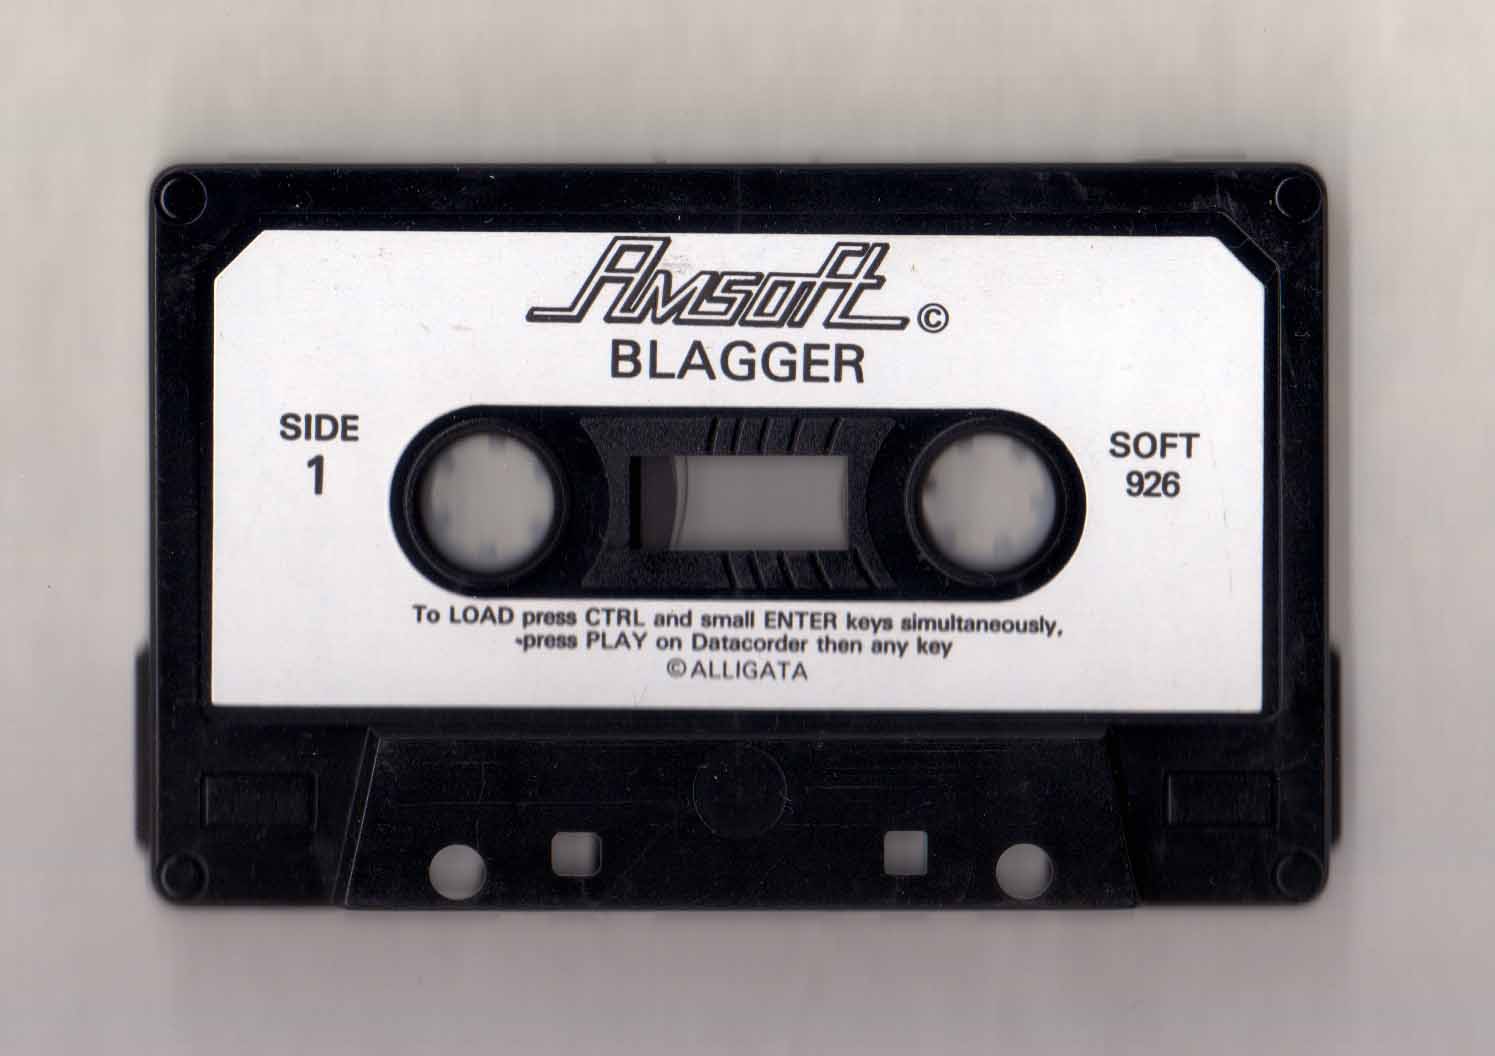 Amsoft ©
BLAGGER
SIDE
1
SOFT
926
To LOAD press CTRL and small ENTER keys simultaneously,
-press PLAY on Datacorder then any key
© ALLIGATA